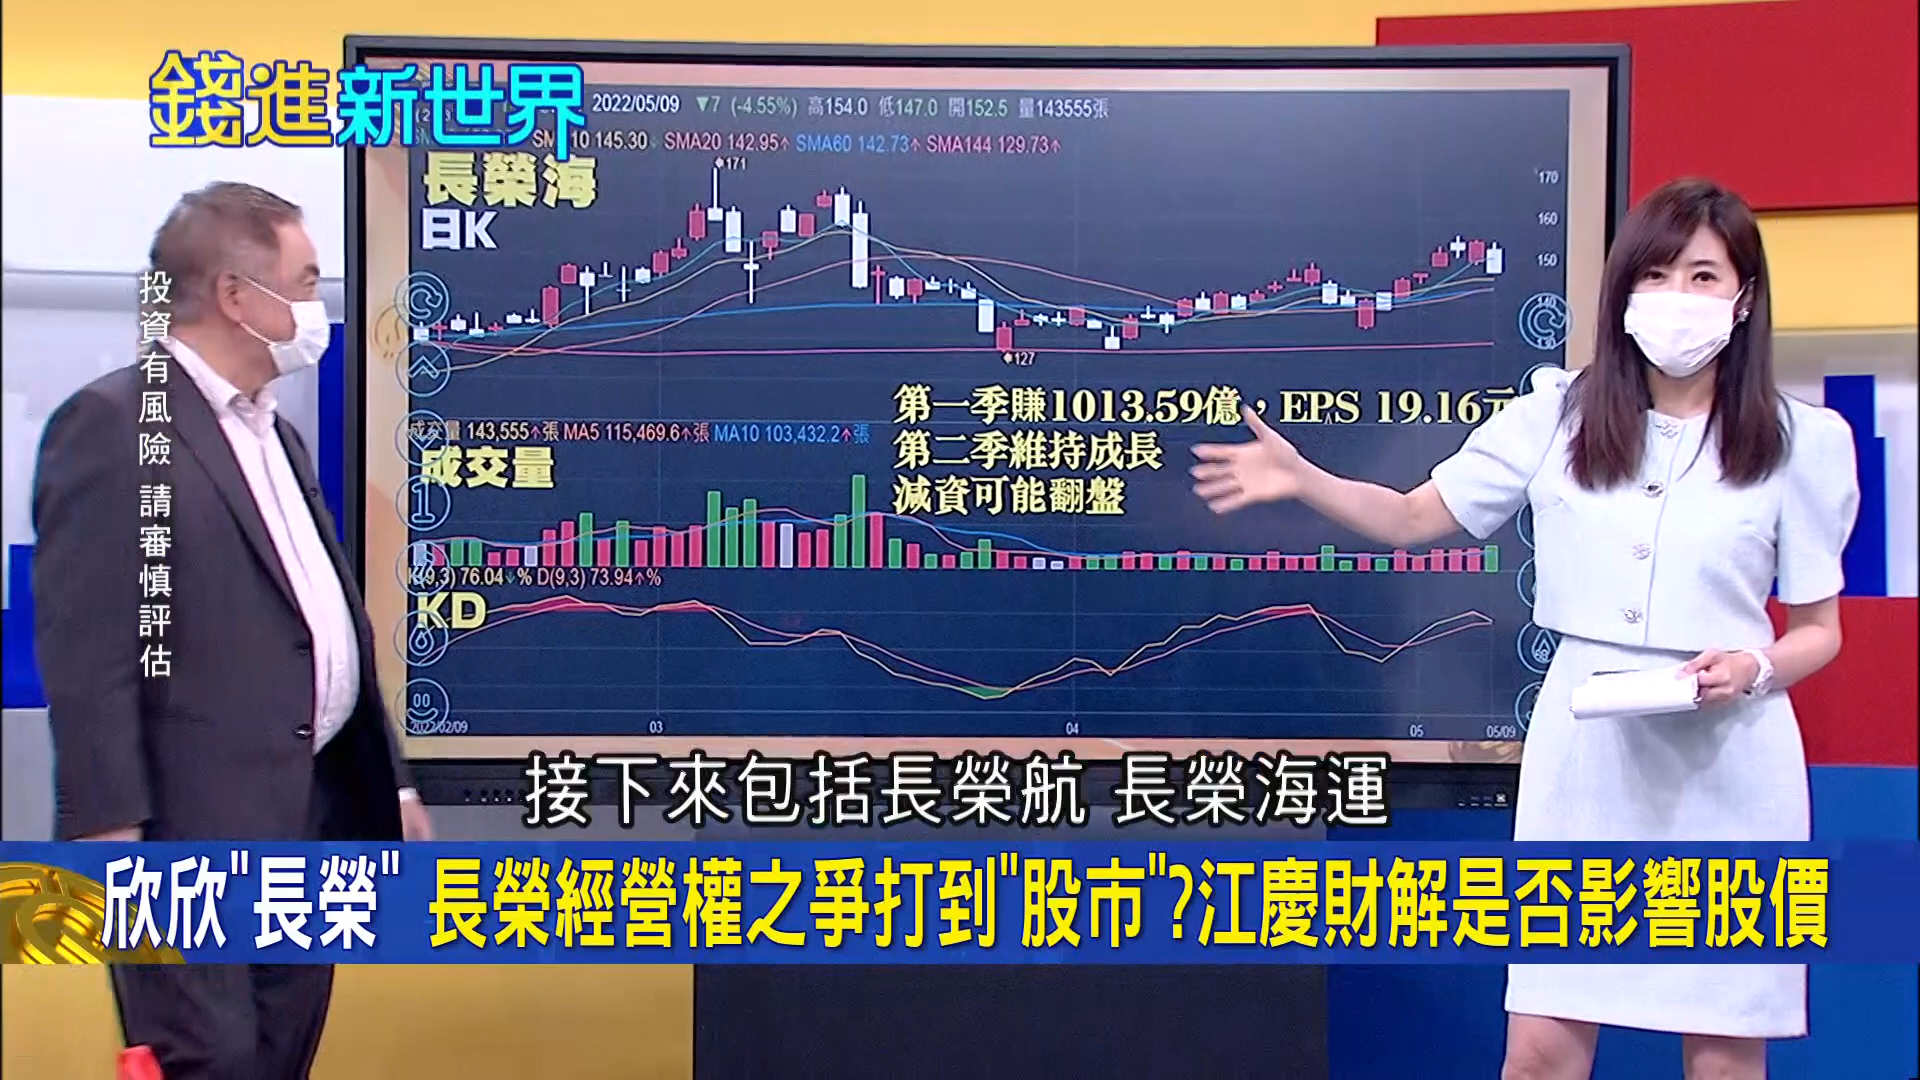 錢進新世界
2022/05/09 ▼7 (-4.55%) 高154.0 低147.0 開152.5 量143555張
10 145.30↓ SMA20 142.95↑ SMA60 142.73↑ SMA144 129.73↑
長榮海
日K
171
170
160
150
140
130
127
投資有風險 請審慎評估
第一季賺1013.59億，EPS 19.16元
第二季維持成長
減資可能翻盤
成交量 143,555↑張 MA5 115,469.6↑張 MA10 103,432.2↑張
成交量
K(9,3) 76.04↓% D(9,3) 73.94↑%
KD
2022/02/09 03 04 05 05/09
接下來包括長榮航 長榮海運
欣欣"長榮" 長榮經營權之爭打到"股市"?江慶財解是否影響股價